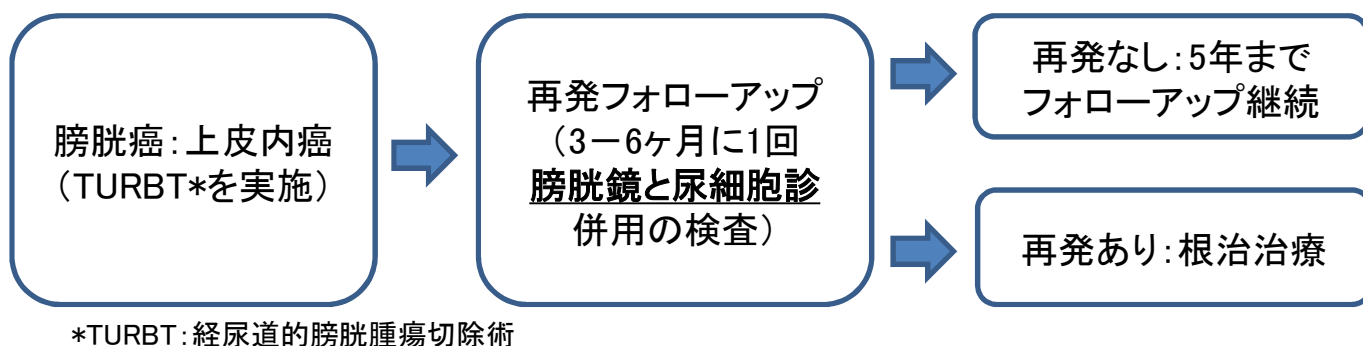 膀胱癌:上皮内癌
(TURBT*を実施)
再発フォローアップ
(3-6ヶ月に1回
膀胱鏡と尿細胞診
併用の検査)
再発なし:5年まで
フォローアップ継続
再発あり:根治治療
*TURBT:経尿道的膀胱腫瘍切除術